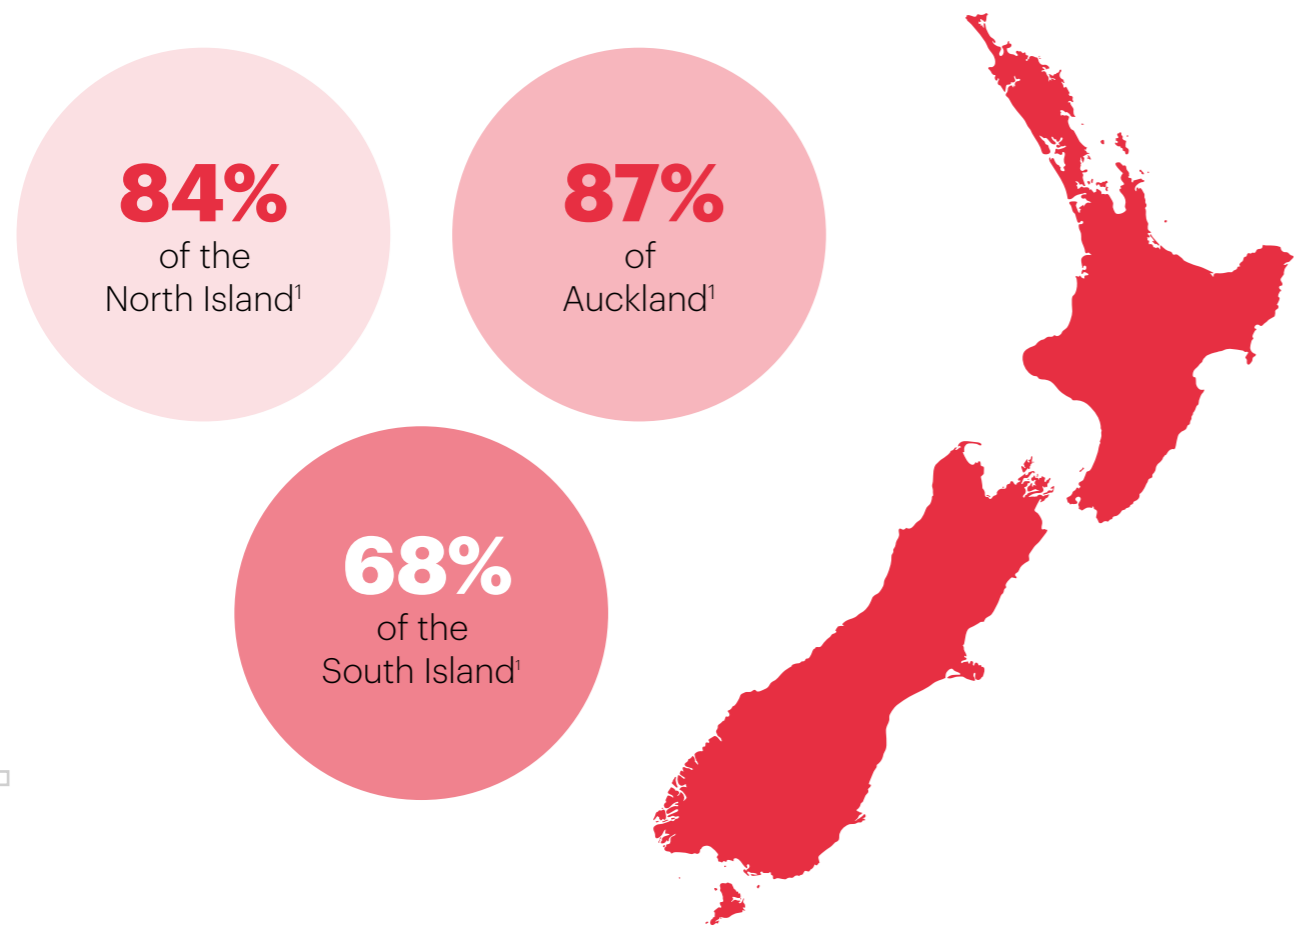 84%
of the
North Island¹
87%
of
Auckland¹
68%
of the
South Island¹